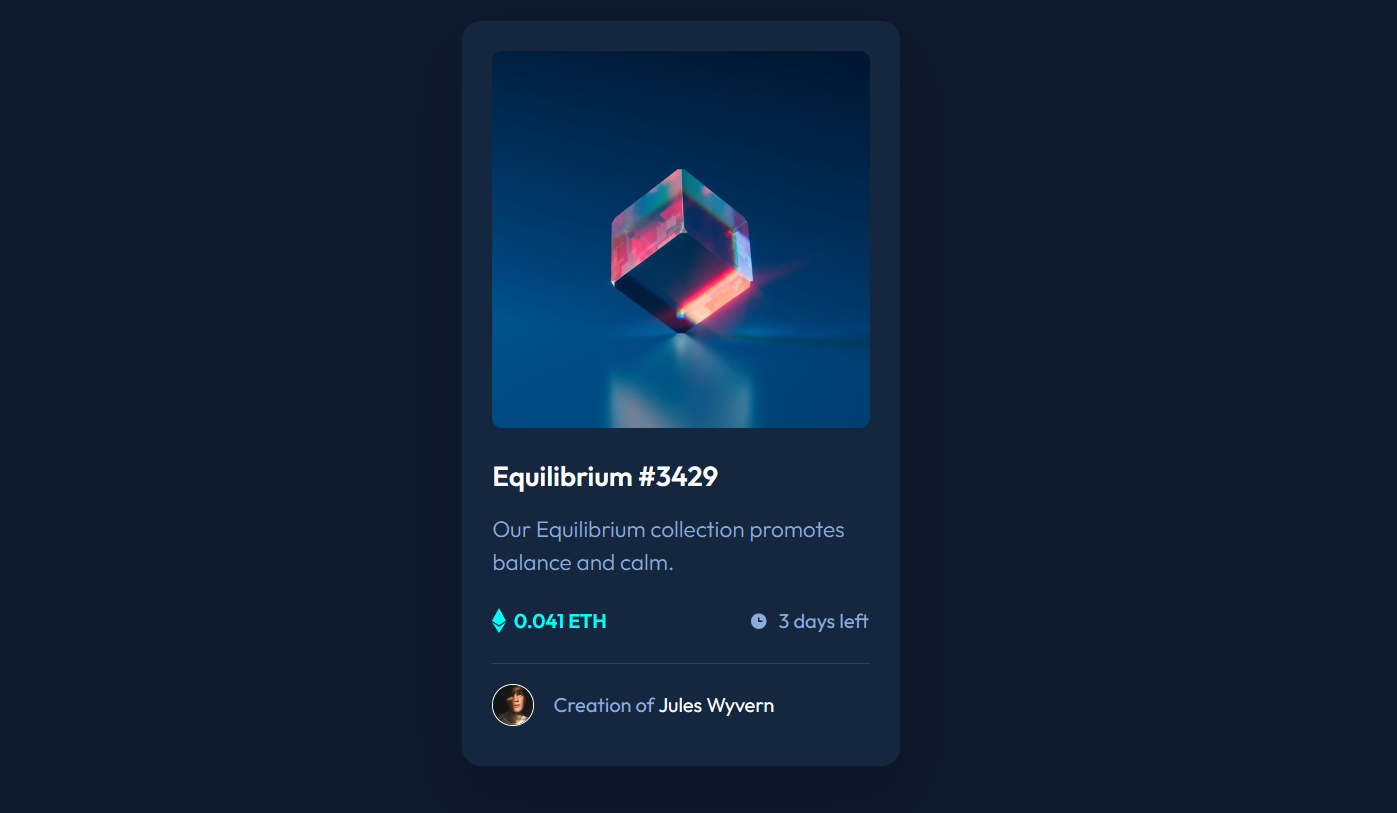 Equilibrium #3429
Our Equilibrium collection promotes
balance and calm.
0.041 ETH
3 days left
Creation of Jules Wyvern